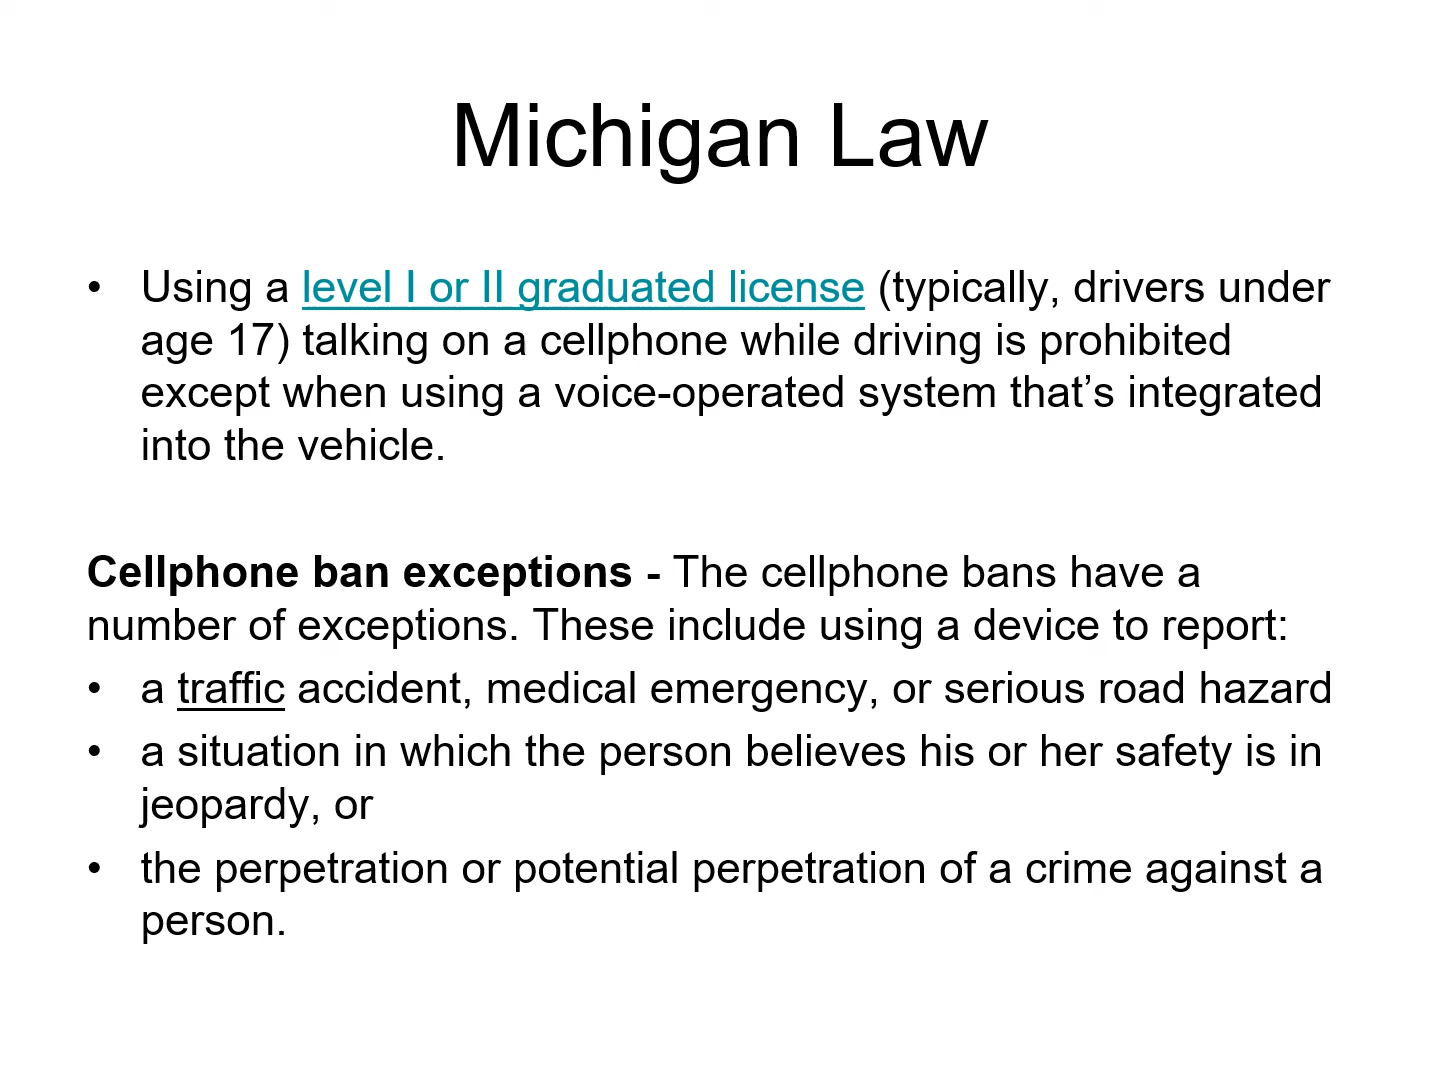 Michigan Law
• Using a level I or II graduated license (typically, drivers under
age 17) talking on a cellphone while driving is prohibited
except when using a voice-operated system that’s integrated
into the vehicle.
Cellphone ban exceptions - The cellphone bans have a
number of exceptions. These include using a device to report:
• a traffic accident, medical emergency, or serious road hazard
• a situation in which the person believes his or her safety is in
jeopardy, or
• the perpetration or potential perpetration of a crime against a
person.